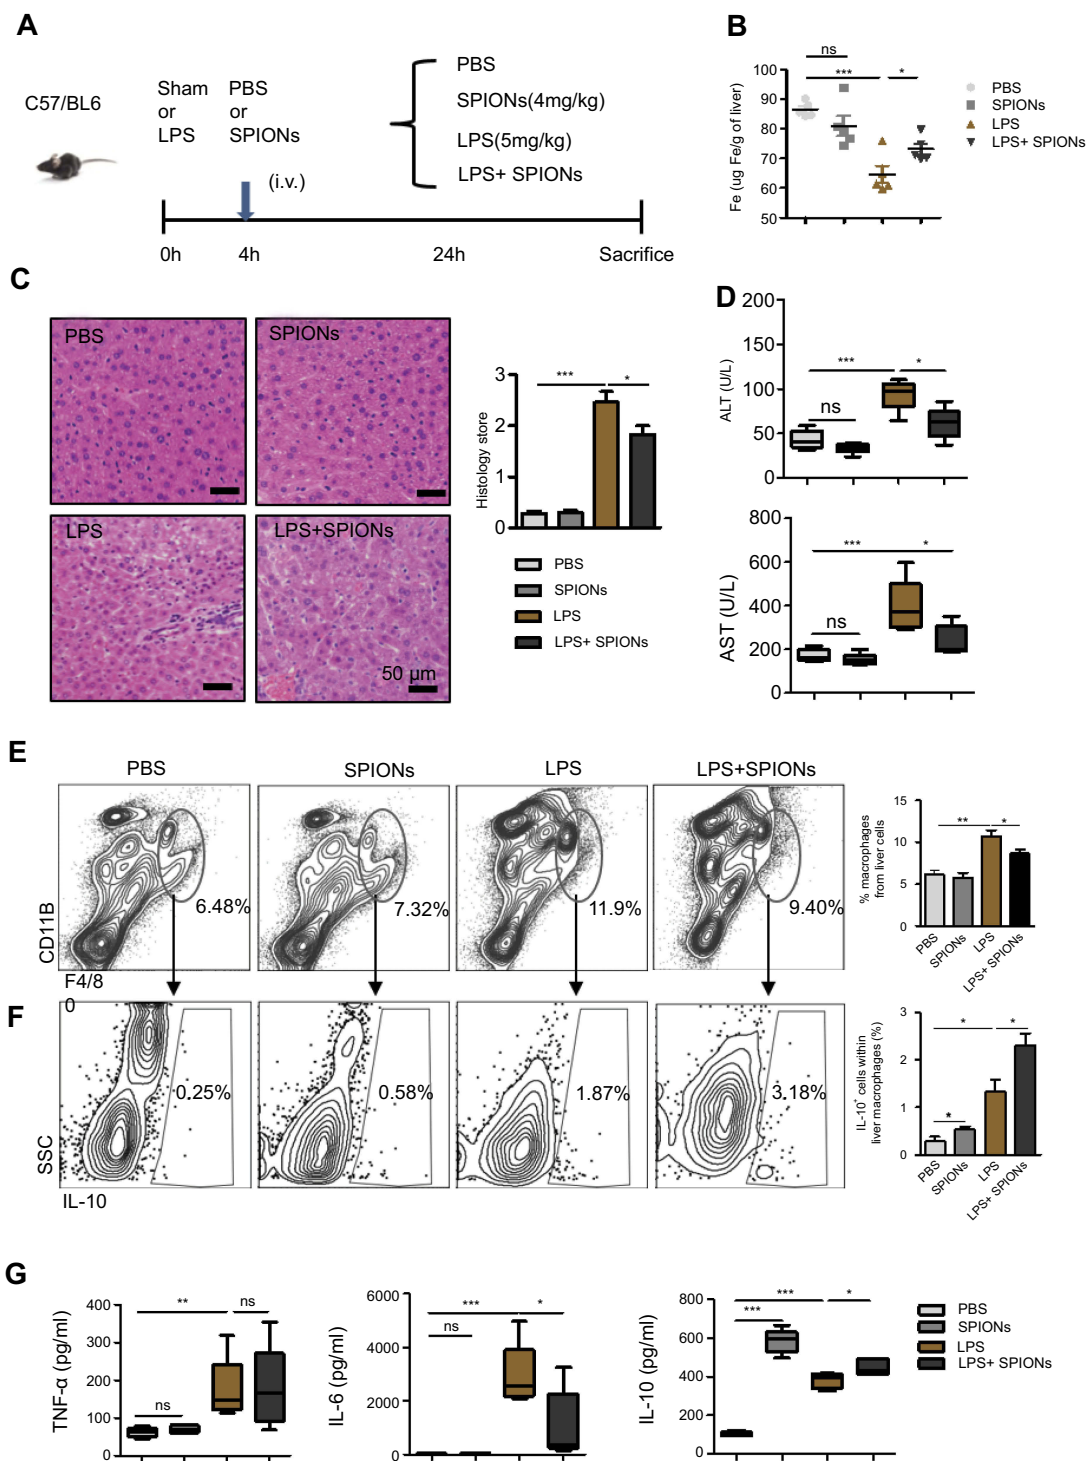 A
C57/BL6
Sham or LPS
PBS or SPIONs
(i.v.)
PBS
SPIONs(4mg/kg)
LPS(5mg/kg)
LPS+ SPIONs
0h 4h 24h Sacrifice
B
ns
*** *
100
90
80
70
60
50
Fe (ug Fe/g of liver)
PBS
SPIONs
LPS
LPS+ SPIONs
C
PBS
SPIONs
LPS
LPS+SPIONs
50 µm
*** *
3
2
1
0
Histology store
PBS
SPIONs
LPS
LPS+ SPIONs
D
200
150
100
50
0
ALT (U/L)
*** *
ns
800
600
400
200
0
AST (U/L)
*** *
ns
E
PBS SPIONs LPS LPS+SPIONs
6.48% 7.32% 11.9% 9.40%
CD11B
F4/8
0
15
10
5
0
% macrophages
from liver cells
** *
PBS
SPIONs
LPS
LPS+ SPIONs
F
0.25% 0.58% 1.87% 3.18%
SSC
IL-10
3
2
1
0
IL-10+ cells within
liver macrophages (%)
* *
*
PBS
SPIONs
LPS
LPS+ SPIONs
G
400
300
200
100
0
TNF-α (pg/ml)
** ns
ns
6000
4000
2000
0
IL-6 (pg/ml)
*** *
ns
800
600
400
200
0
IL-10 (pg/ml)
*** *
***
PBS
SPIONs
LPS
LPS+ SPIONs